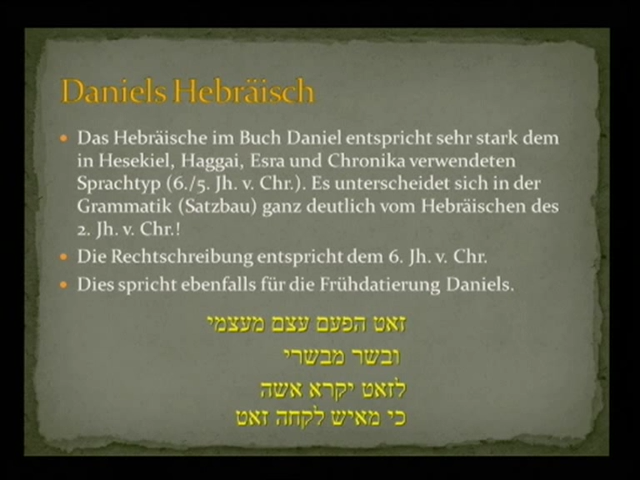 Daniels Hebräisch
• Das Hebräische im Buch Daniel entspricht sehr stark dem
in Hesekiel, Haggai, Esra und Chronika verwendeten
Sprachtyp (6./5. Jh. v. Chr.). Es unterscheidet sich in der
Grammatik (Satzbau) ganz deutlich vom Hebräischen des
2. Jh. v. Chr.!
• Die Rechtschreibung entspricht dem 6. Jh. v. Chr.
• Dies spricht ebenfalls für die Frühdatierung Daniels.
זאט הפעם עצם מעצמי
ובשר מבשרי
לזאט יקרא אשה
כי מאיש לקחה זאט